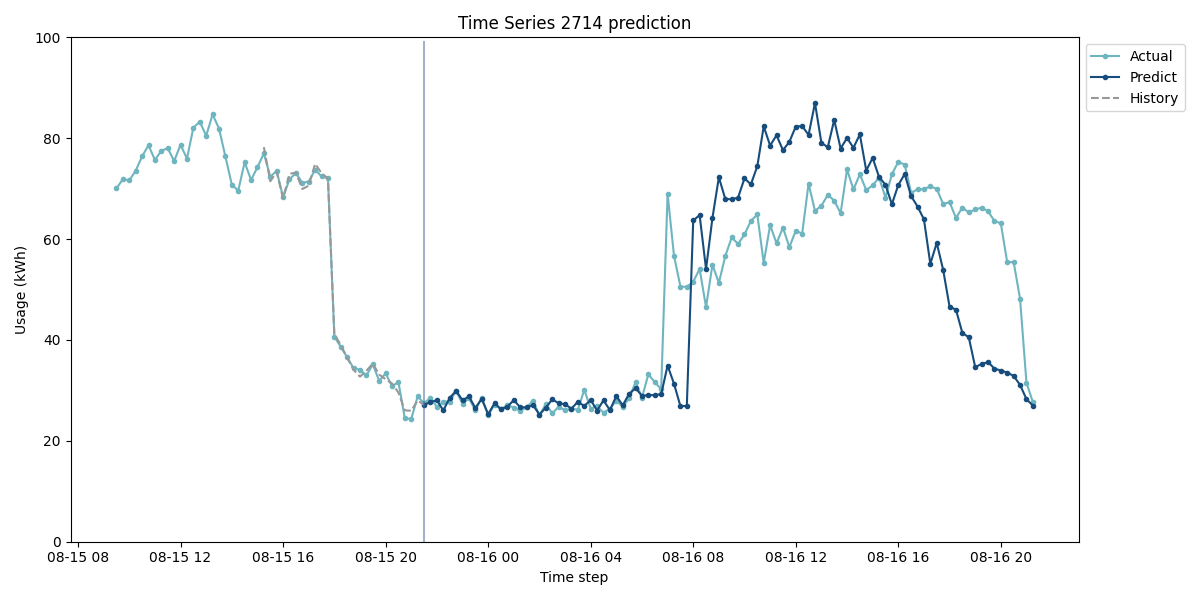 Time Series 2714 prediction
100
80
60
40
20
0
Usage (kWh)
08-15 08 08-15 12 08-15 16 08-15 20 08-16 00 08-16 04 08-16 08 08-16 12 08-16 16 08-16 20
Time step
Actual
Predict
History